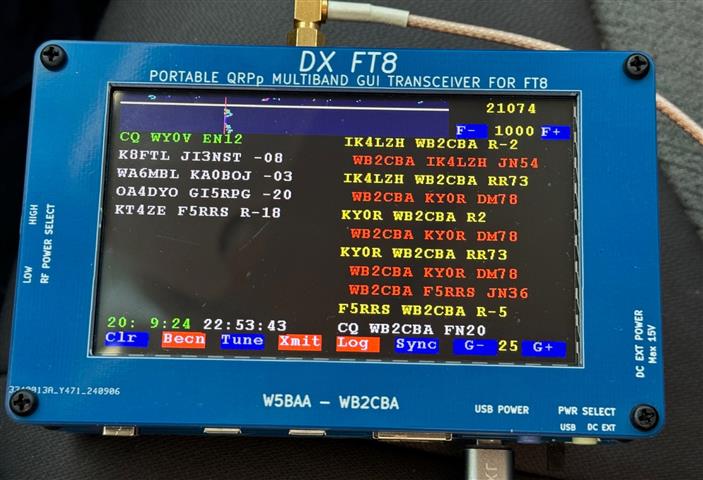 DX FT8
PORTABLE QRPp MULTIBAND GUI TRANSCEIVER FOR FT8
21074
F- 1000 F+
CQ WY0V EN12
K8FTL JI3NST -08
WA6MBL KA0BOJ -03
OA4DYO GI5RPG -20
KT4ZE F5RRS R-18
IK4LZH WB2CBA R-2
WB2CBA IK4LZH JN54
IK4LZH WB2CBA RR73
WB2CBA KY0R DM78
KY0R WB2CBA R2
WB2CBA KY0R DM78
KY0R WB2CBA RR73
WB2CBA KY0R DM78
WB2CBA F5RRS JN36
F5RRS WB2CBA R-5
CQ WB2CBA FN20
20: 9:24 22:53:43
Clr Becn Tune Xmit Log Sync G- 25 G+
LOW HIGH
RF POWER SELECT
DC EXT POWER
Max 15V
W5BAA - WB2CBA
USB POWER
PWR SELECT
USB DC EXT